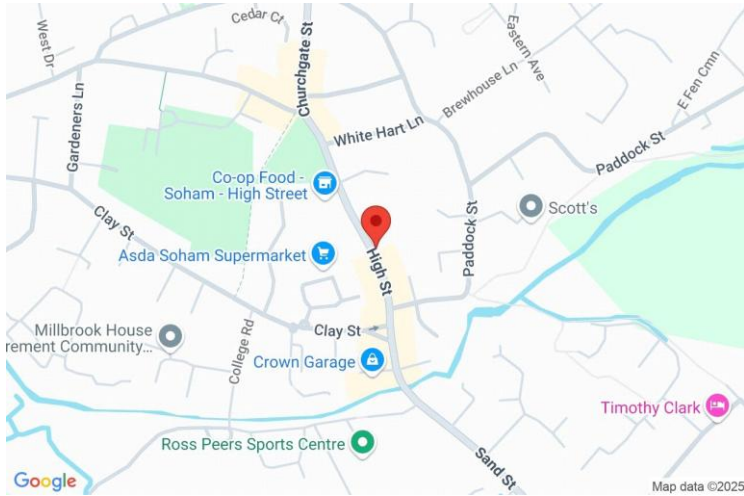 Cedar Ct
West Dr
Churchgate St
Eastern Ave
Brewhouse Ln
E Fen Cmn
Gardeners Ln
White Hart Ln
Paddock St
Co-op Food -
Soham - High Street
Scott's
Clay St
Paddock St
Asda Soham Supermarket
High St
Clay St
Millbrook House
rement Community...
College Rd
Crown Garage
Timothy Clark
Ross Peers Sports Centre
Sand St
Google
Map data ©2025